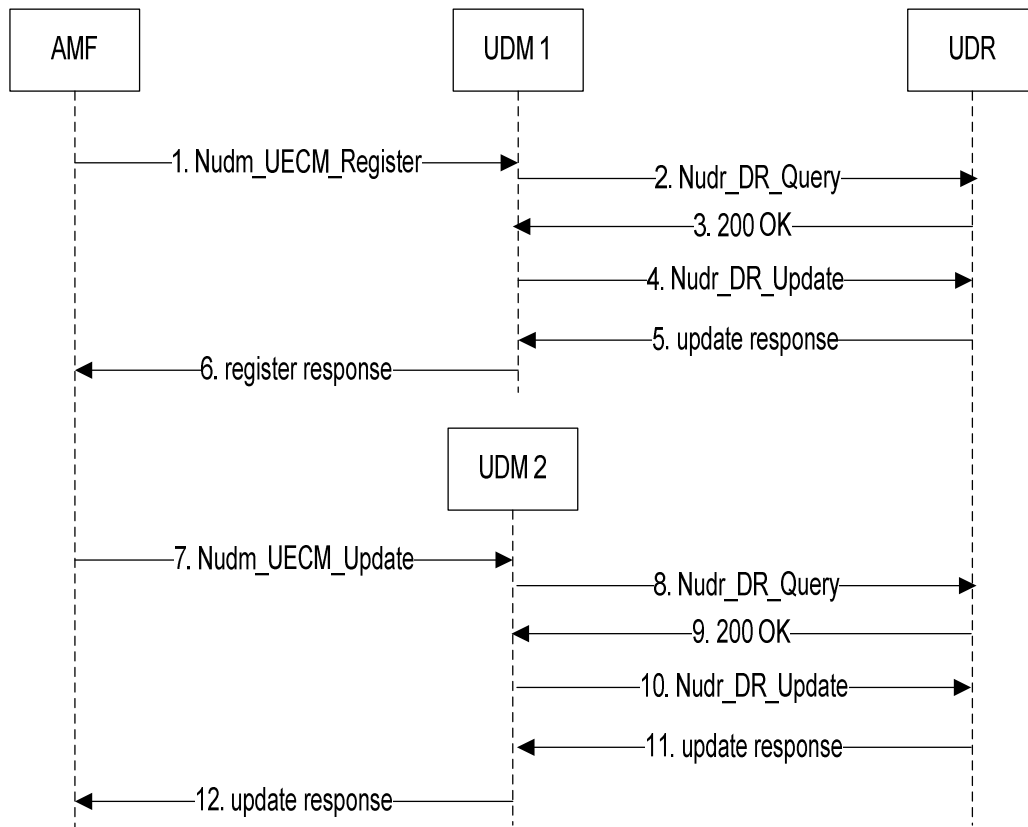 AMF
UDM 1
UDR
1. Nudm_UECM_Register
2. Nudr_DR_Query
3. 200 OK
4. Nudr_DR_Update
5. update response
6. register response
UDM 2
7. Nudm_UECM_Update
8. Nudr_DR_Query
9. 200 OK
10. Nudr_DR_Update
11. update response
12. update response